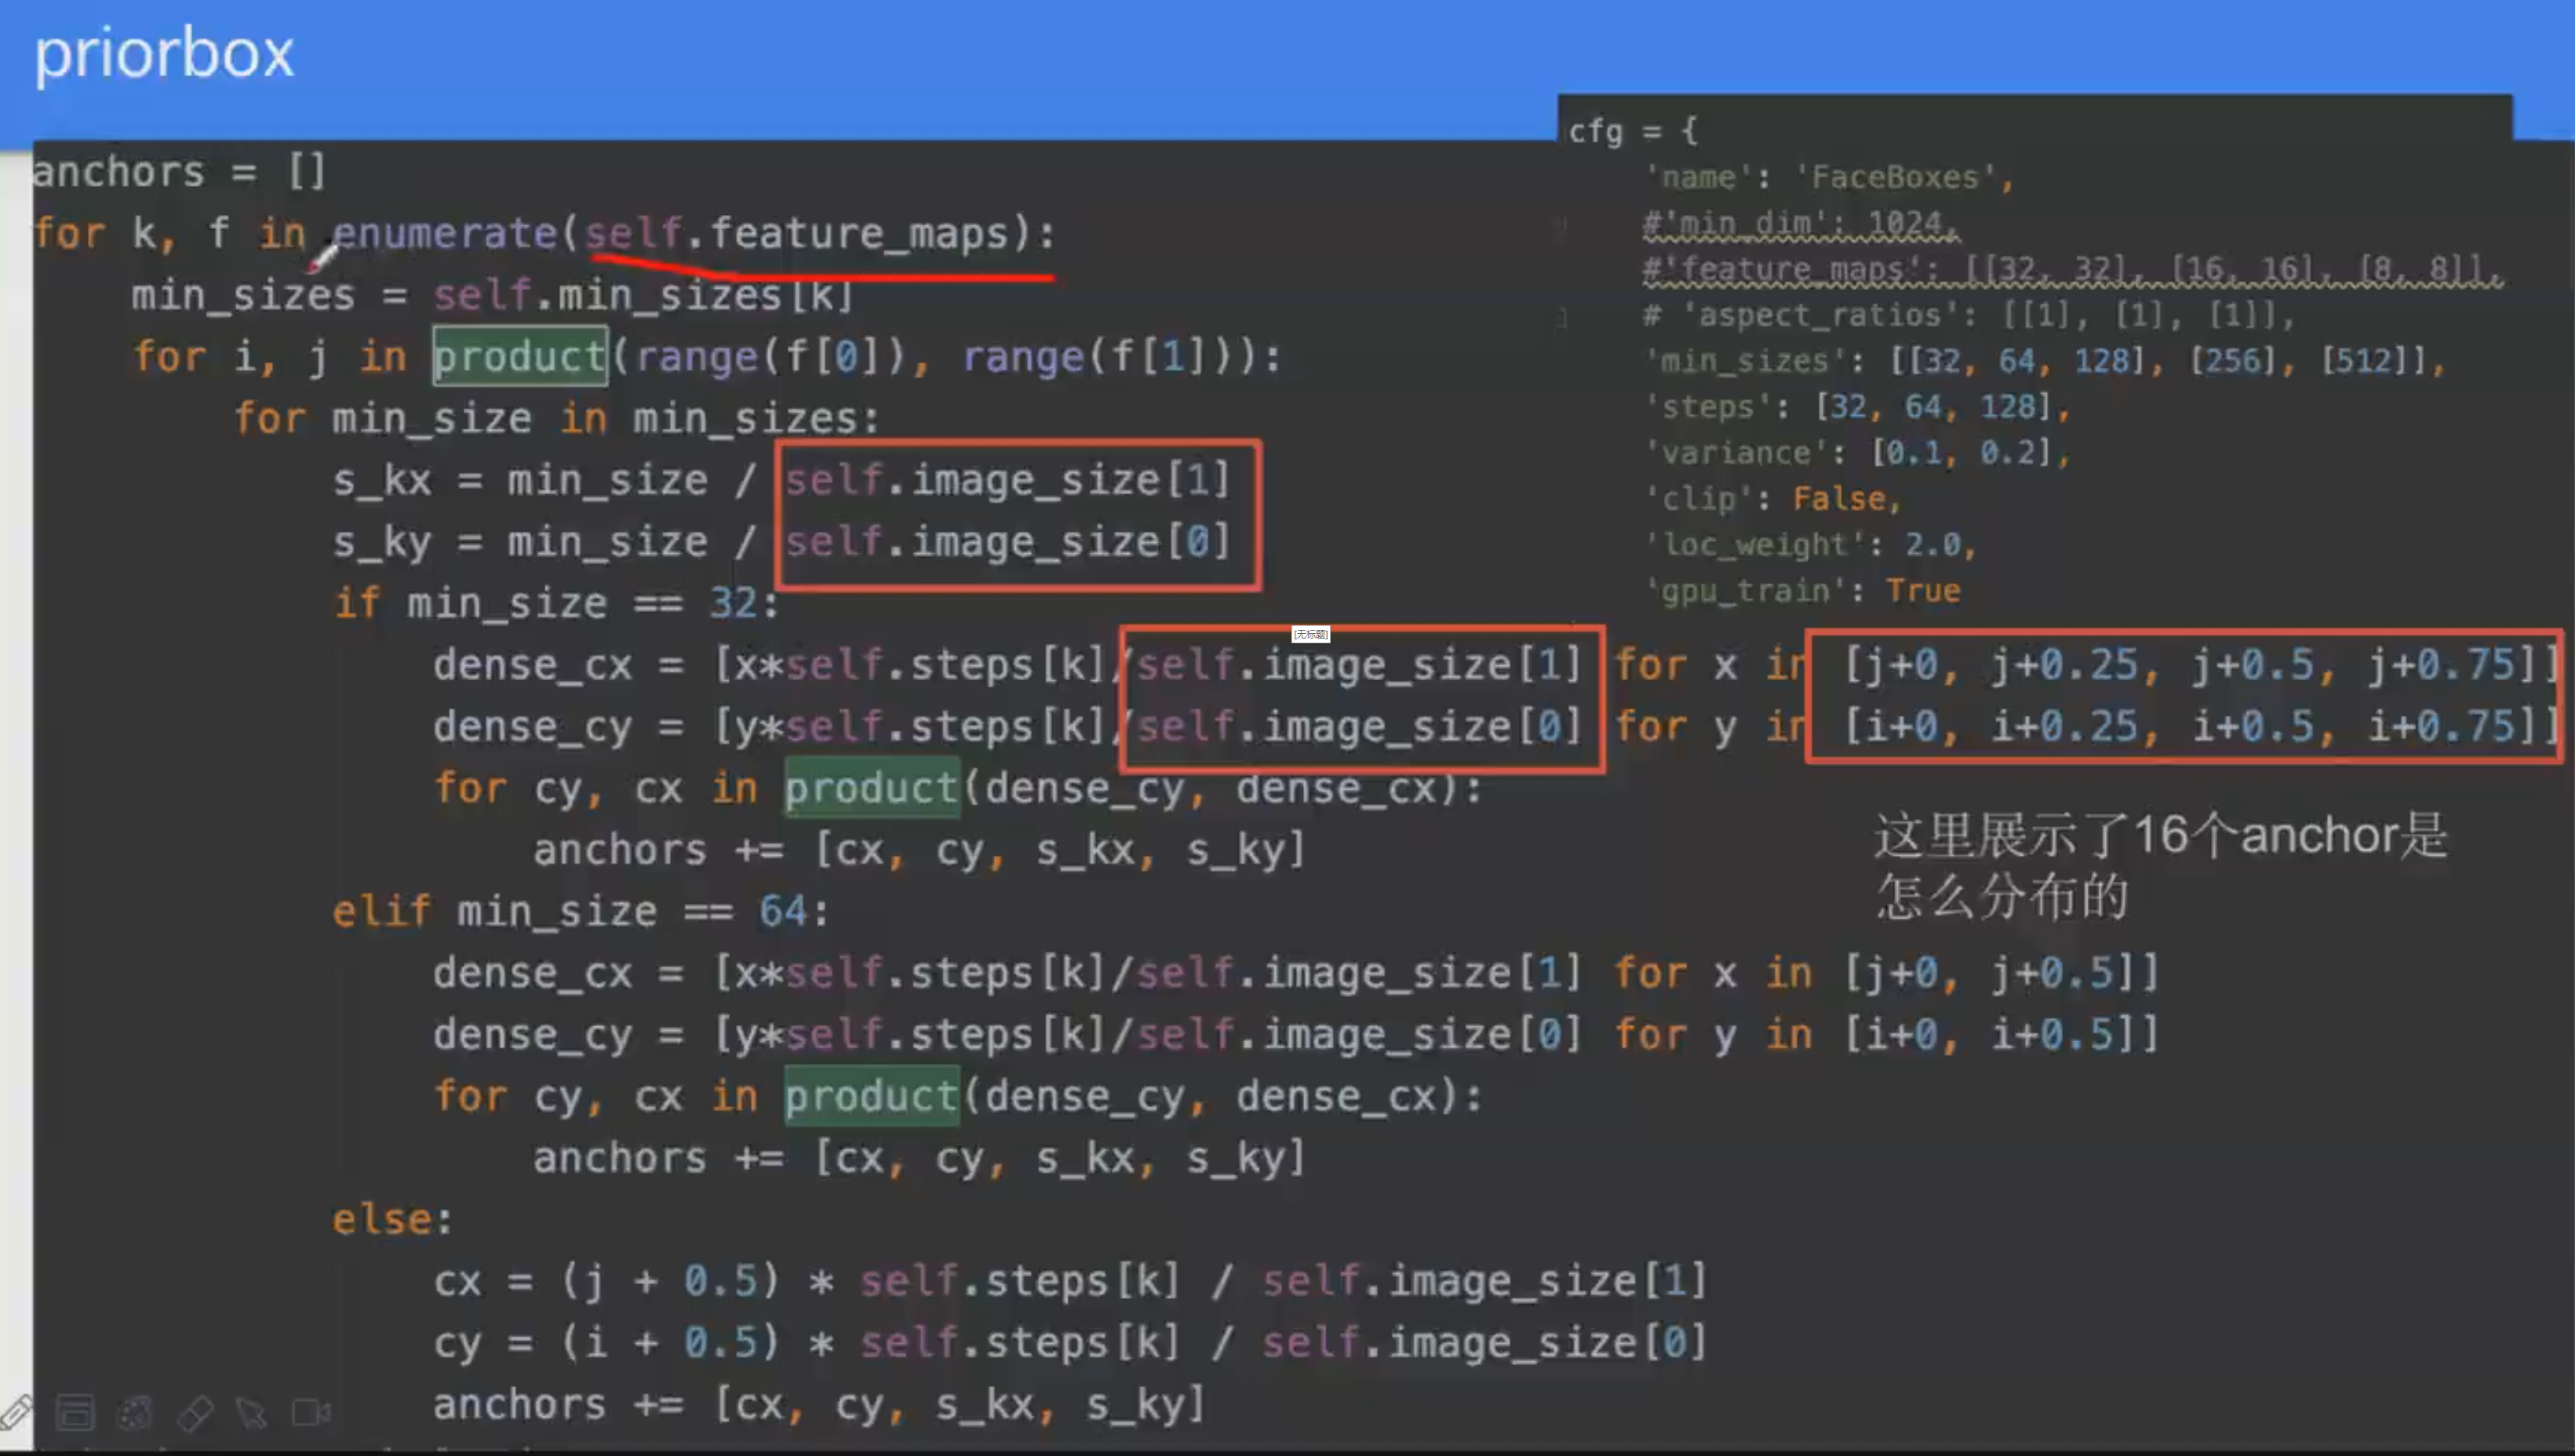 priorbox
anchors = []
for k, f in enumerate(self.feature_maps):
    min_sizes = self.min_sizes[k]
    for i, j in product(range(f[0]), range(f[1])):
        for min_size in min_sizes:
            s_kx = min_size / self.image_size[1]
            s_ky = min_size / self.image_size[0]
            if min_size == 32:
                dense_cx = [x*self.steps[k]/self.image_size[1] for x in [j+0, j+0.25, j+0.5, j+0.75]]
                dense_cy = [y*self.steps[k]/self.image_size[0] for y in [i+0, i+0.25, i+0.5, i+0.75]]
                for cy, cx in product(dense_cy, dense_cx):
                    anchors += [cx, cy, s_kx, s_ky]
            elif min_size == 64:
                dense_cx = [x*self.steps[k]/self.image_size[1] for x in [j+0, j+0.5]]
                dense_cy = [y*self.steps[k]/self.image_size[0] for y in [i+0, i+0.5]]
                for cy, cx in product(dense_cy, dense_cx):
                    anchors += [cx, cy, s_kx, s_ky]
            else:
                cx = (j + 0.5) * self.steps[k] / self.image_size[1]
                cy = (i + 0.5) * self.steps[k] / self.image_size[0]
                anchors += [cx, cy, s_kx, s_ky]
cfg = {
    'name': 'FaceBoxes',
    #'min_dim': 1024,
    #'feature_maps': [[32, 32], [16, 16], [8, 8]],
    # 'aspect_ratios': [[1], [1], [1]],
    'min_sizes': [[32, 64, 128], [256], [512]],
    'steps': [32, 64, 128],
    'variance': [0.1, 0.2],
    'clip': False,
    'loc_weight': 2.0,
    'gpu_train': True
[无标题]
这里展示了16个anchor是
怎么分布的